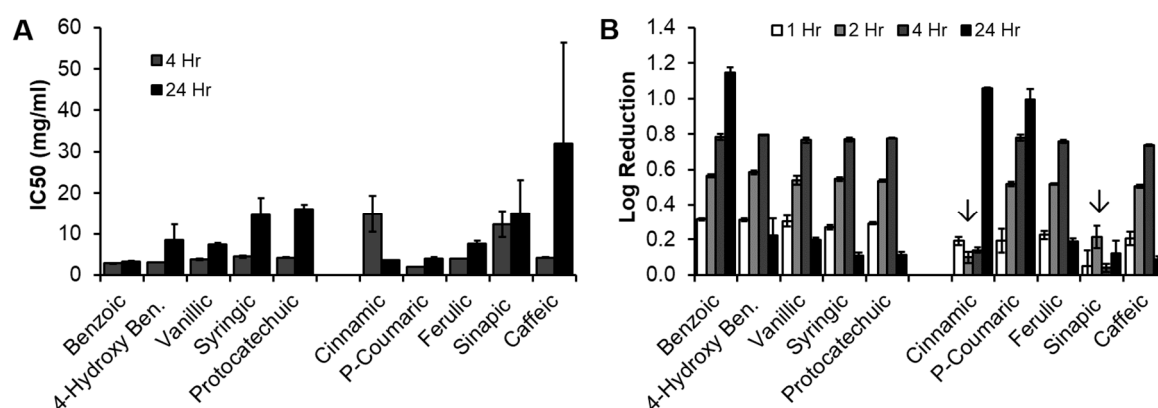 A
60
50
40
30
20
10
0
IC50 (mg/ml)
4 Hr
24 Hr
Benzoic
4-Hydroxy Ben.
Vanillic
Syringic
Protocatechuic
Cinnamic
P-Coumaric
Ferulic
Sinapic
Caffeic
B
1 Hr 2 Hr 4 Hr 24 Hr
1.4
1.2
1.0
0.8
0.6
0.4
0.2
0.0
Log Reduction
Benzoic
4-Hydroxy Ben.
Vanillic
Syringic
Protocatechuic
Cinnamic
P-Coumaric
Ferulic
Sinapic
Caffeic